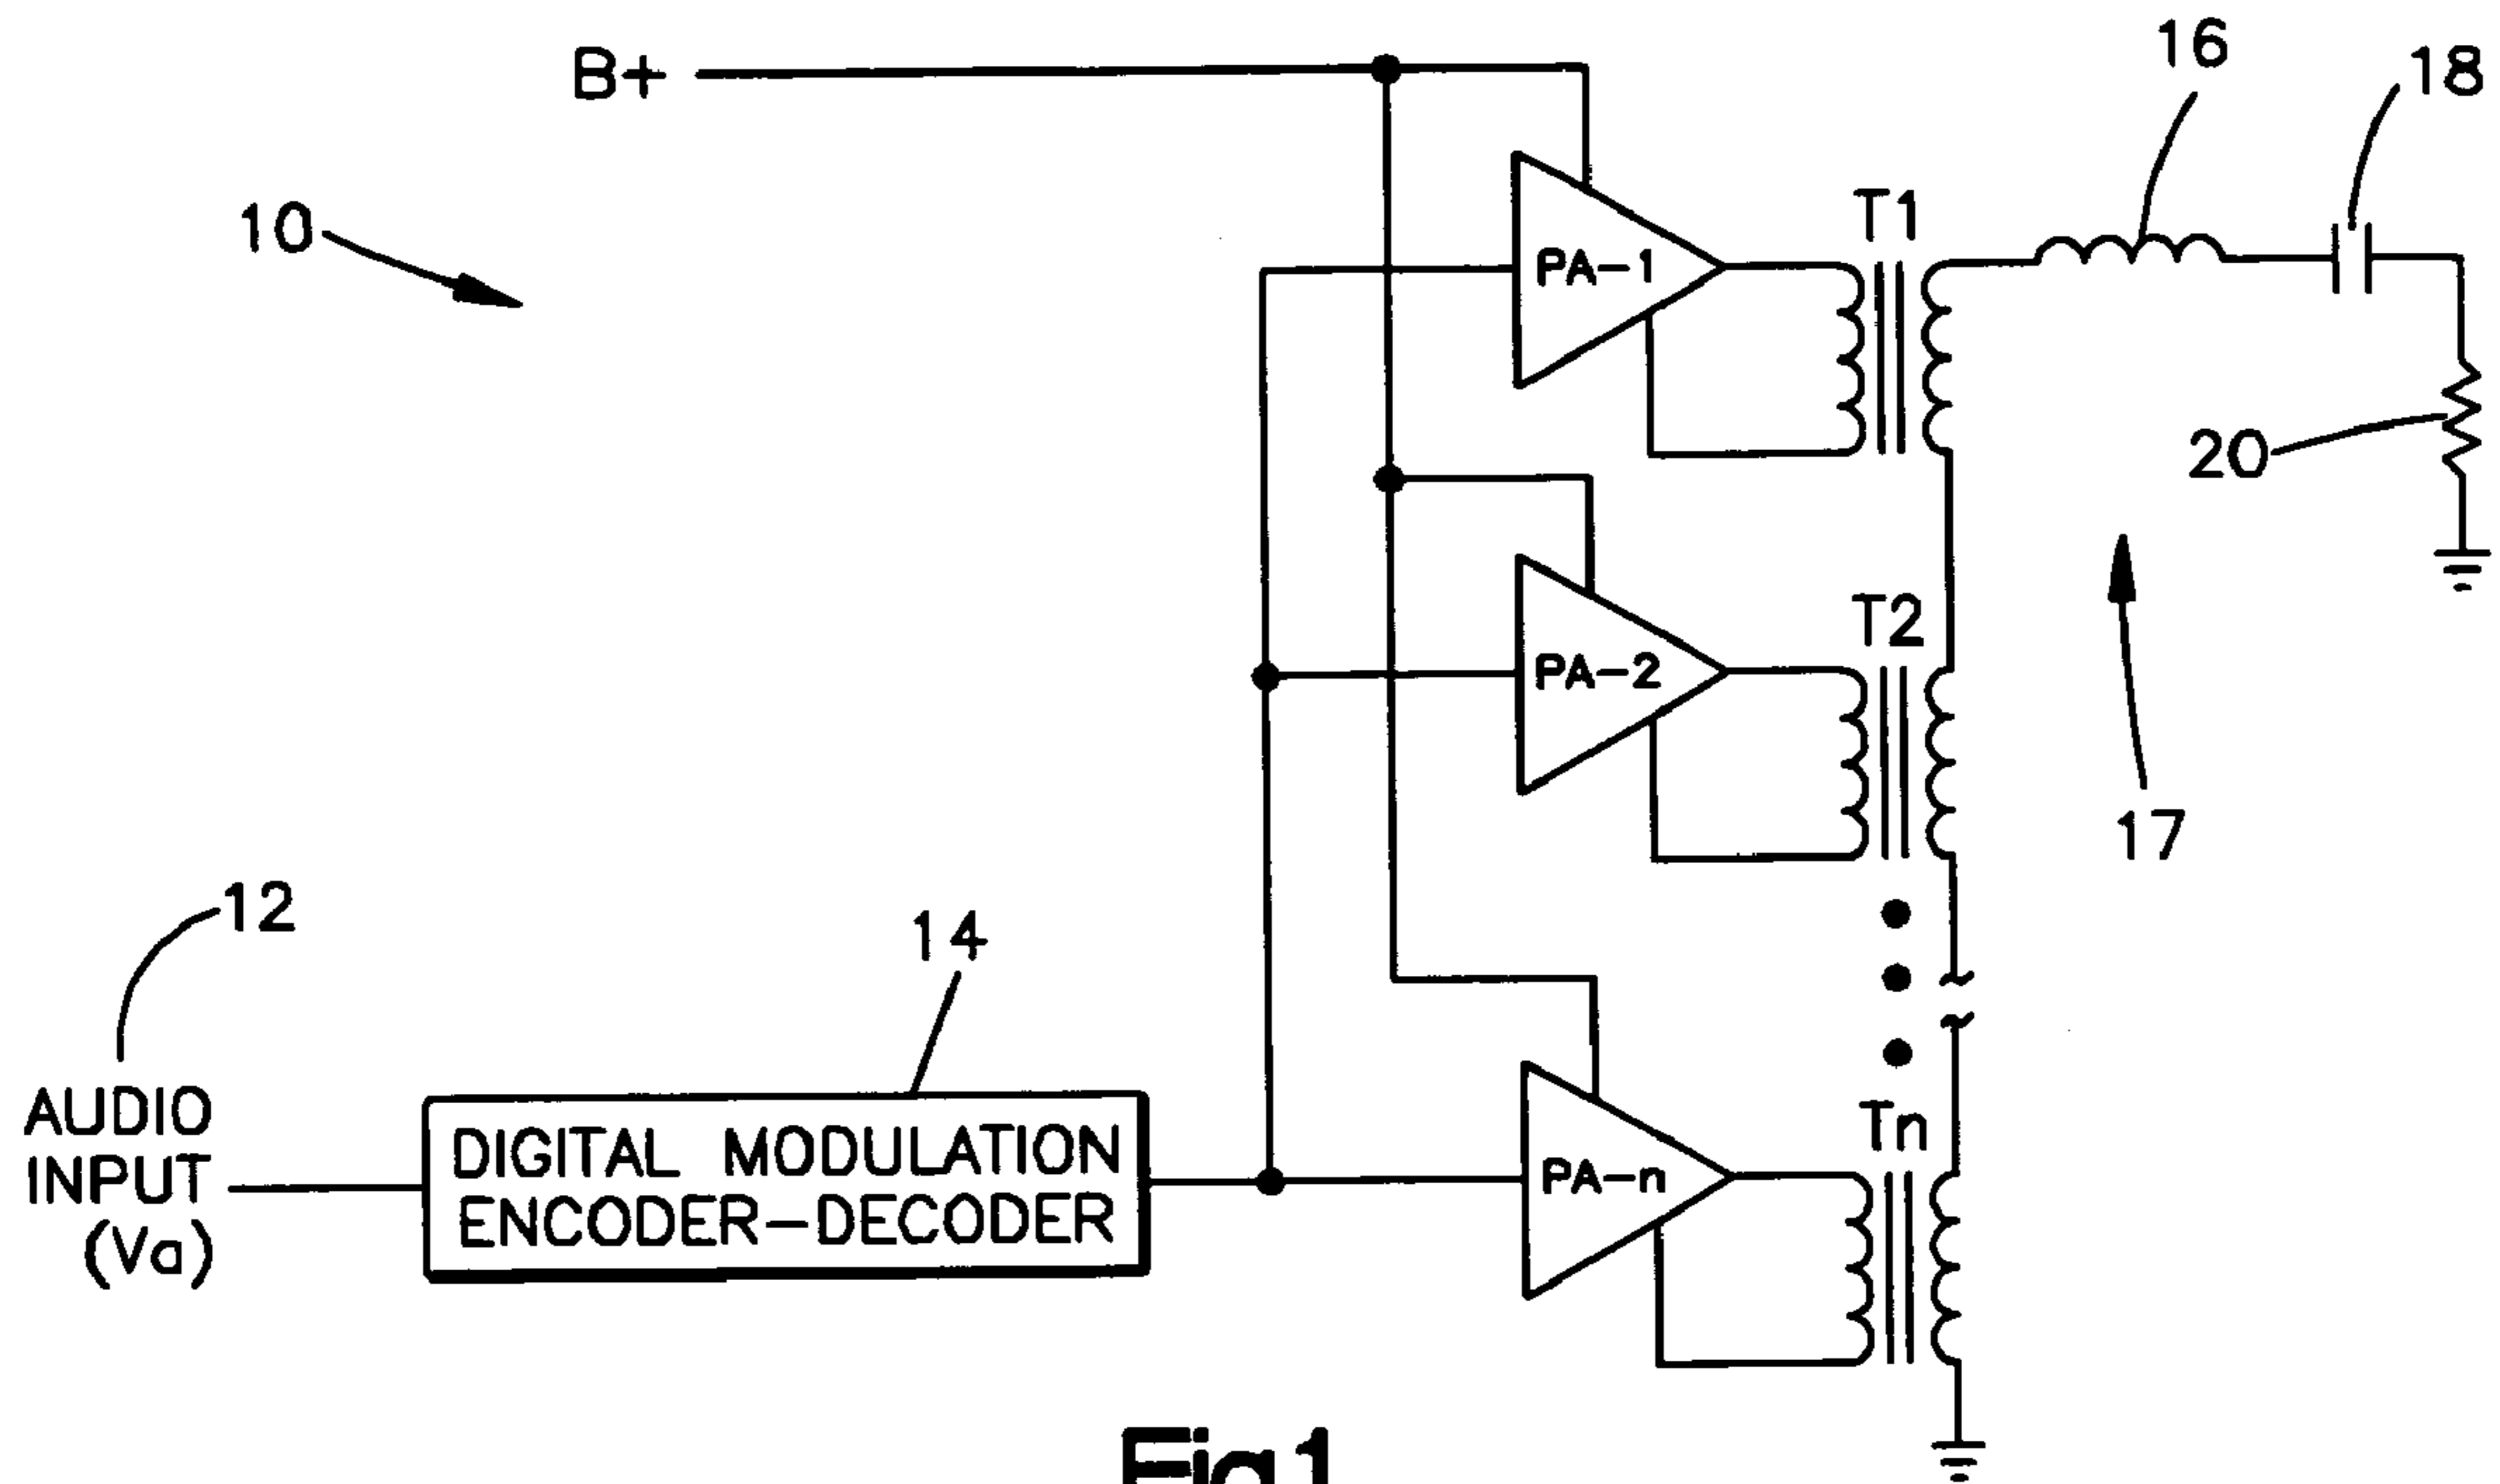 B+
16
18
10
PA-1
T1
20
PA-2
T2
17
12
14
AUDIO
INPUT
(Va)
DIGITAL MODULATION
ENCODER-DECODER
PA-n
Tn
Fig1